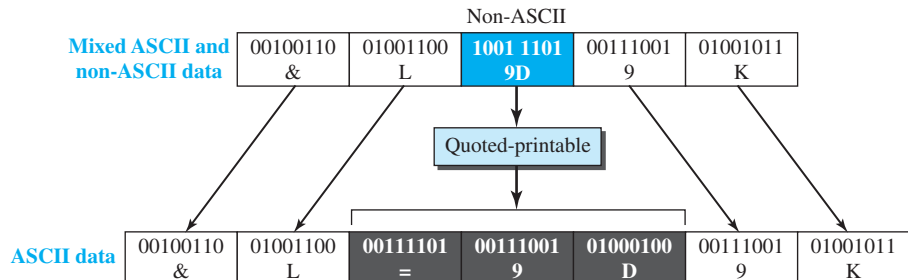 Non-ASCII
Mixed ASCII and non-ASCII data
00100110 01001100 1001 1101 00111001 01001011
& L 9D 9 K
Quoted-printable
ASCII data
00100110 01001100 00111101 00111001 01000100 00111001 01001011
& L = 9 D 9 K